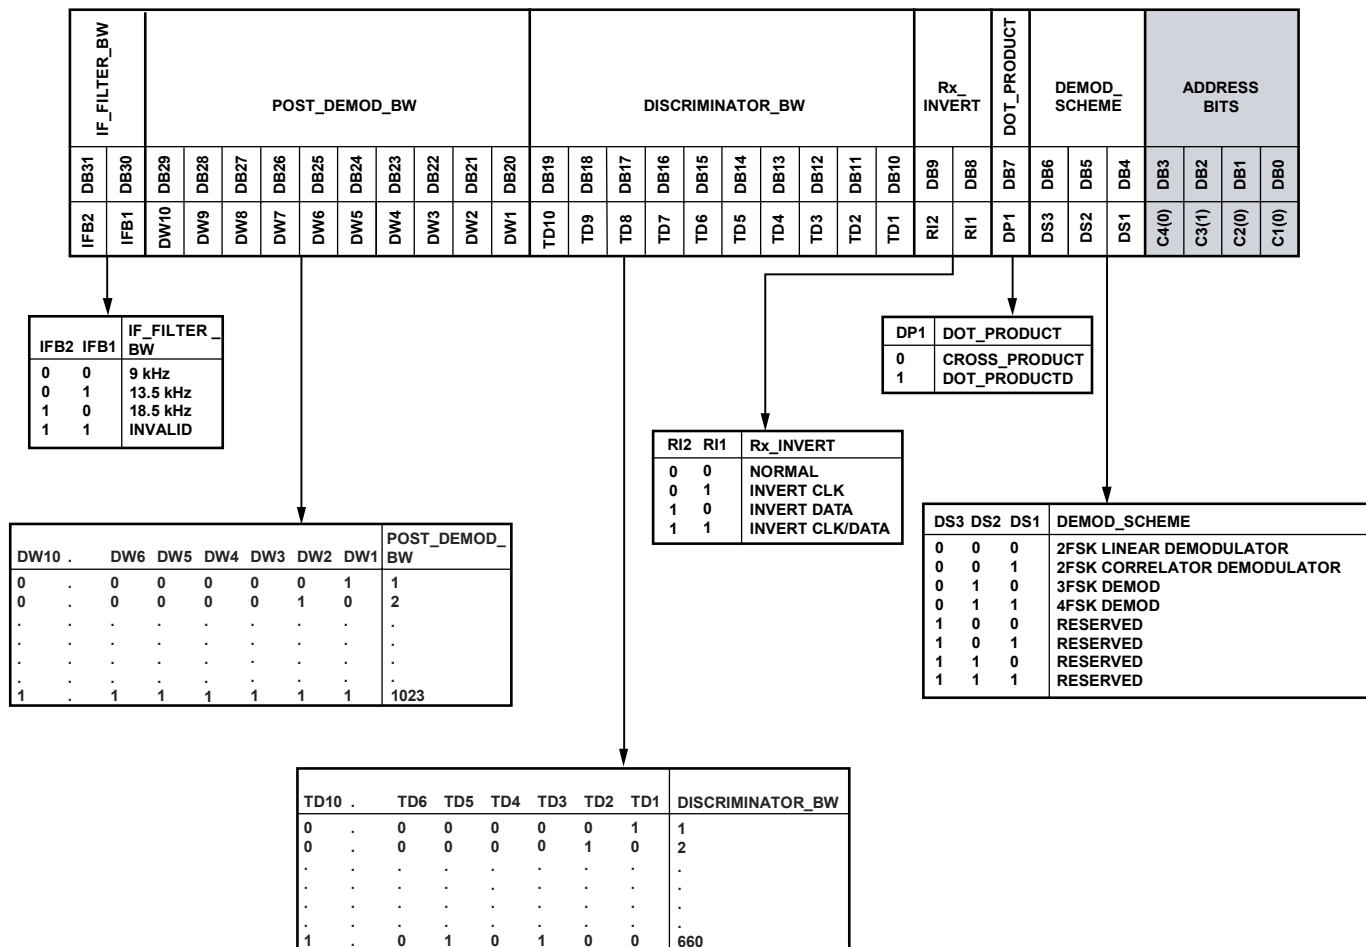 IF_FILTER_BW
POST_DEMOD_BW
DISCRIMINATOR_BW
Rx_
INVERT
DOT_PRODUCT
DEMOD_
SCHEME
ADDRESS
BITS
DB31 DB30 DB29 DB28 DB27 DB26 DB25 DB24 DB23 DB22 DB21 DB20 DB19 DB18 DB17 DB16 DB15 DB14 DB13 DB12 DB11 DB10 DB9 DB8 DB7 DB6 DB5 DB4 DB3 DB2 DB1 DB0
IFB2 IFB1 DW10 DW9 DW8 DW7 DW6 DW5 DW4 DW3 DW2 DW1 TD10 TD9 TD8 TD7 TD6 TD5 TD4 TD3 TD2 TD1 RI2 RI1 DP1 DS3 DS2 DS1 C4(0) C3(1) C2(0) C1(0)
IFB2 IFB1 IF_FILTER_
BW
0 0 9 kHz
0 1 13.5 kHz
1 0 18.5 kHz
1 1 INVALID
DP1 DOT_PRODUCT
0 CROSS_PRODUCT
1 DOT_PRODUCTD
RI2 RI1 Rx_INVERT
0 0 NORMAL
0 1 INVERT CLK
1 0 INVERT DATA
1 1 INVERT CLK/DATA
DS3 DS2 DS1 DEMOD_SCHEME
0 0 0 2FSK LINEAR DEMODULATOR
0 0 1 2FSK CORRELATOR DEMODULATOR
0 1 0 3FSK DEMOD
0 1 1 4FSK DEMOD
1 0 0 RESERVED
1 0 1 RESERVED
1 1 0 RESERVED
1 1 1 RESERVED
DW10 . DW6 DW5 DW4 DW3 DW2 DW1 POST_DEMOD_
BW
0 . 0 0 0 0 0 1 1
0 . 0 0 0 0 1 0 2
. . . . . . . . .
. . . . . . . . .
. . . . . . . . .
. . . . . . . . .
1 . 1 1 1 1 1 1 1023
TD10 . TD6 TD5 TD4 TD3 TD2 TD1 DISCRIMINATOR_BW
0 . 0 0 0 0 0 1 1
0 . 0 0 0 0 1 0 2
. . . . . . . . .
. . . . . . . . .
. . . . . . . . .
. . . . . . . . .
1 . 0 1 0 1 0 0 660